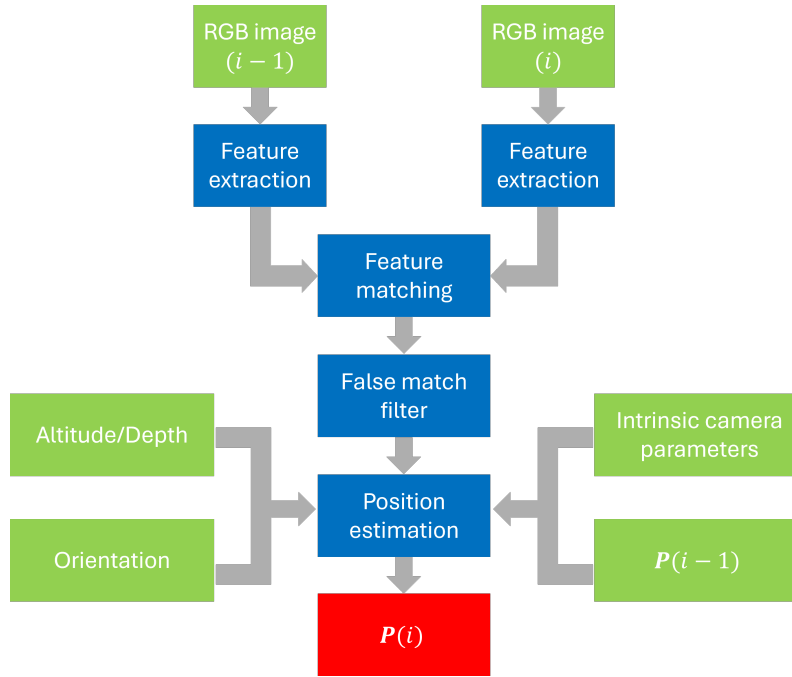 RGB image
(i − 1)
RGB image
(i)
Feature
extraction
Feature
extraction
Feature
matching
False match
filter
Altitude/Depth
Intrinsic camera
parameters
Position
estimation
Orientation
P(i − 1)
P(i)